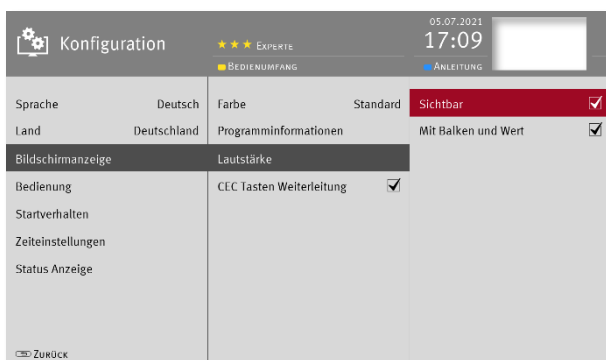 Konfiguration
★★★ EXPERTE
BEDIENUMFANG
05.07.2021
17:09
ANLEITUNG
Sprache Deutsch
Land Deutschland
Bildschirmanzeige
Bedienung
Startverhalten
Zeiteinstellungen
Status Anzeige
ZURÜCK
Farbe Standard
Programminformationen
Lautstärke
CEC Tasten Weiterleitung
Sichtbar
Mit Balken und Wert